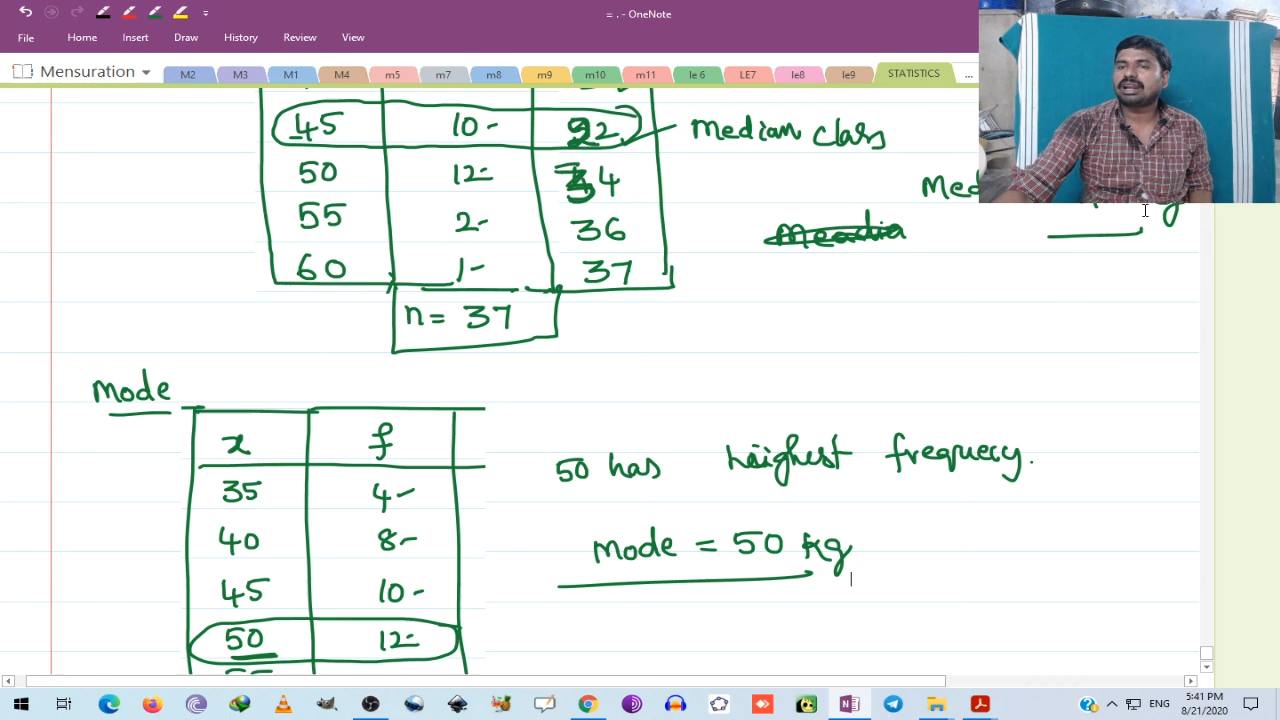 = . - OneNote
File Home Insert Draw History Review View
Mensuration M2 M3 M1 M4 m5 m7 m8 m9 m10 m11 le 6 LE7 le8 le9 STATISTICS ...
45 10 22 median class
50 12 34 Med
55 2 36
60 1 37
n = 37
Mode
x f
35 4
40 8
45 10
50 12
50 has highest frequecy.
mode = 50 kg
ENG
5:41 PM
8/21/2020